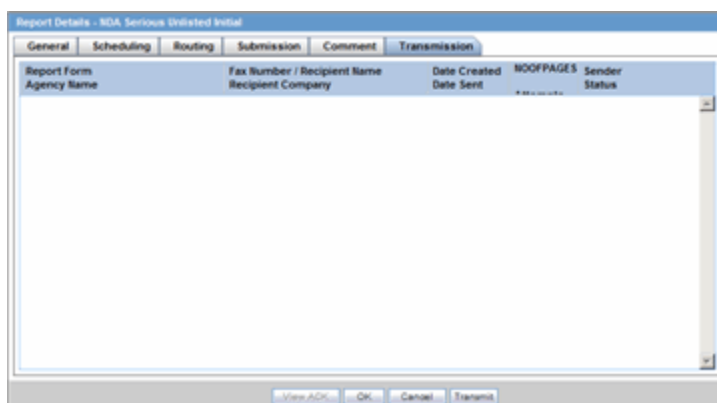 Report Details - NDA Serious Unlisted Initial
General Scheduling Routing Submission Comment Transmission
Report Form Fax Number / Recipient Name Date Created NOOFPAGES Sender
Agency Name Recipient Company Date Sent Status
View ACK OK Cancel Transmit